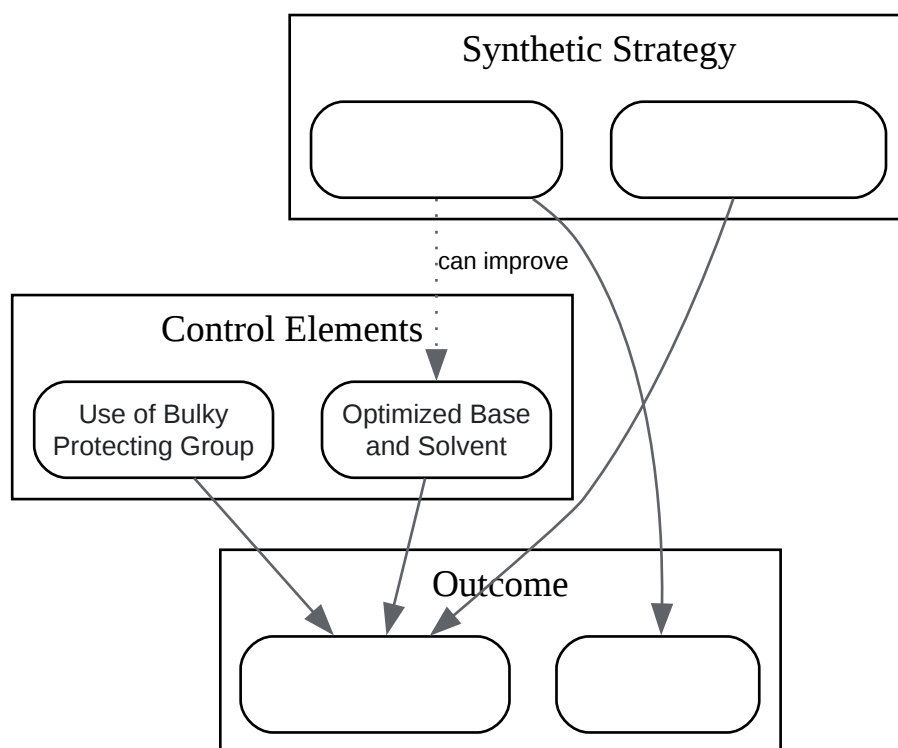 Synthetic Strategy
can improve
Control Elements
Use of Bulky
Protecting Group
Optimized Base
and Solvent
Outcome